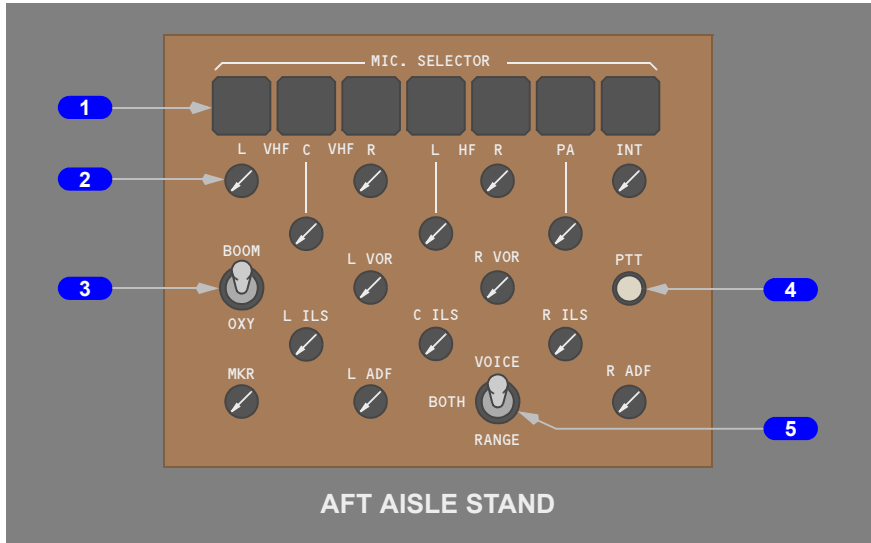 MIC. SELECTOR
1
L VHF C VHF R L HF R PA INT
2
BOOM
L VOR R VOR PTT
3 4
OXY L ILS C ILS R ILS
VOICE
MKR L ADF R ADF
BOTH
5
RANGE
AFT AISLE STAND